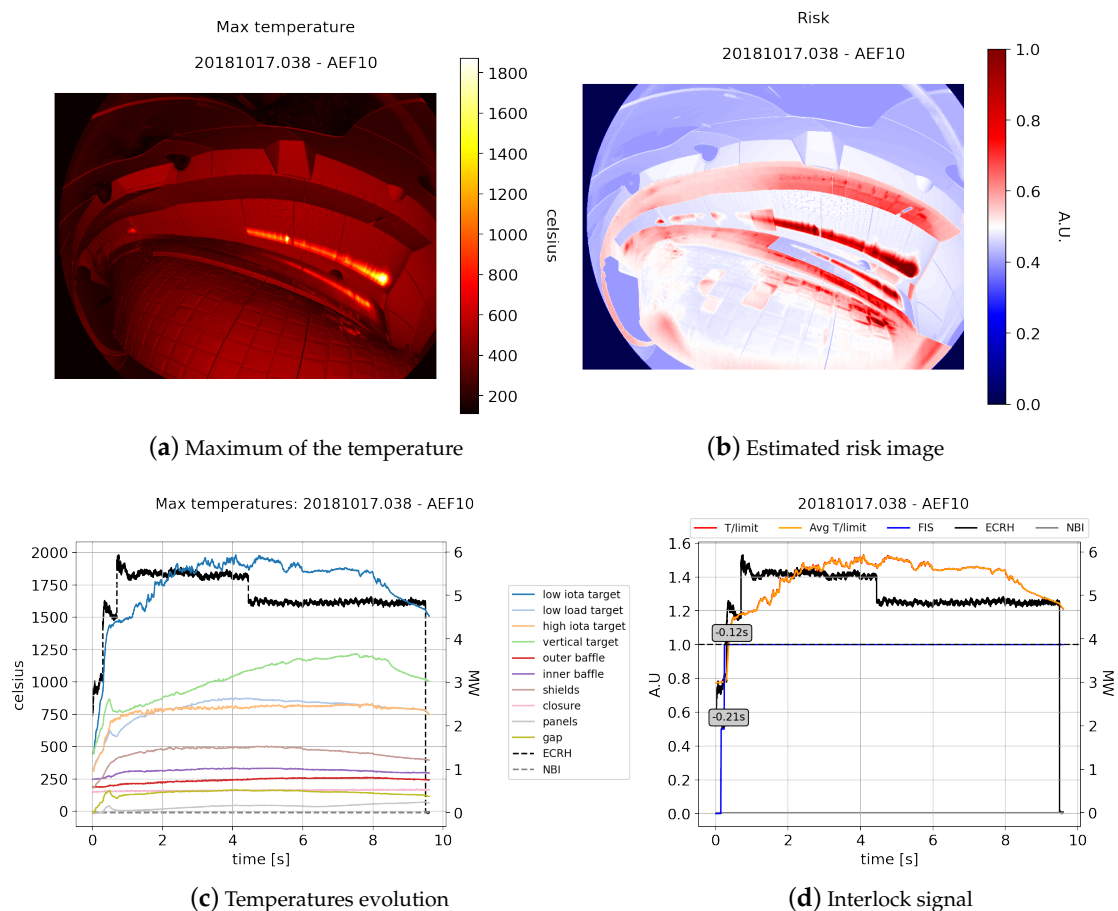 Max temperature
20181017.038 - AEF10
1800
1600
1400
1200
1000
800
600
400
200
celsius
(a) Maximum of the temperature
Risk
20181017.038 - AEF10
1.0
0.8
0.6
0.4
0.2
0.0
A.U.
(b) Estimated risk image
Max temperatures: 20181017.038 - AEF10
2000
1750
1500
1250
1000
750
500
250
0
celsius
6
5
4
3
2
1
0
MW
0 2 4 6 8 10
time [s]
low iota target
low load target
high iota target
vertical target
outer baffle
inner baffle
shields
closure
panels
gap
ECRH
NBI
(c) Temperatures evolution
20181017.038 - AEF10
T/limit Avg T/limit FIS ECRH NBI
1.6
1.4
1.2
1.0
0.8
0.6
0.4
0.2
0.0
A.U
-0.12s
-0.21s
6
5
4
3
2
1
0
MW
0 2 4 6 8 10
time [s]
(d) Interlock signal